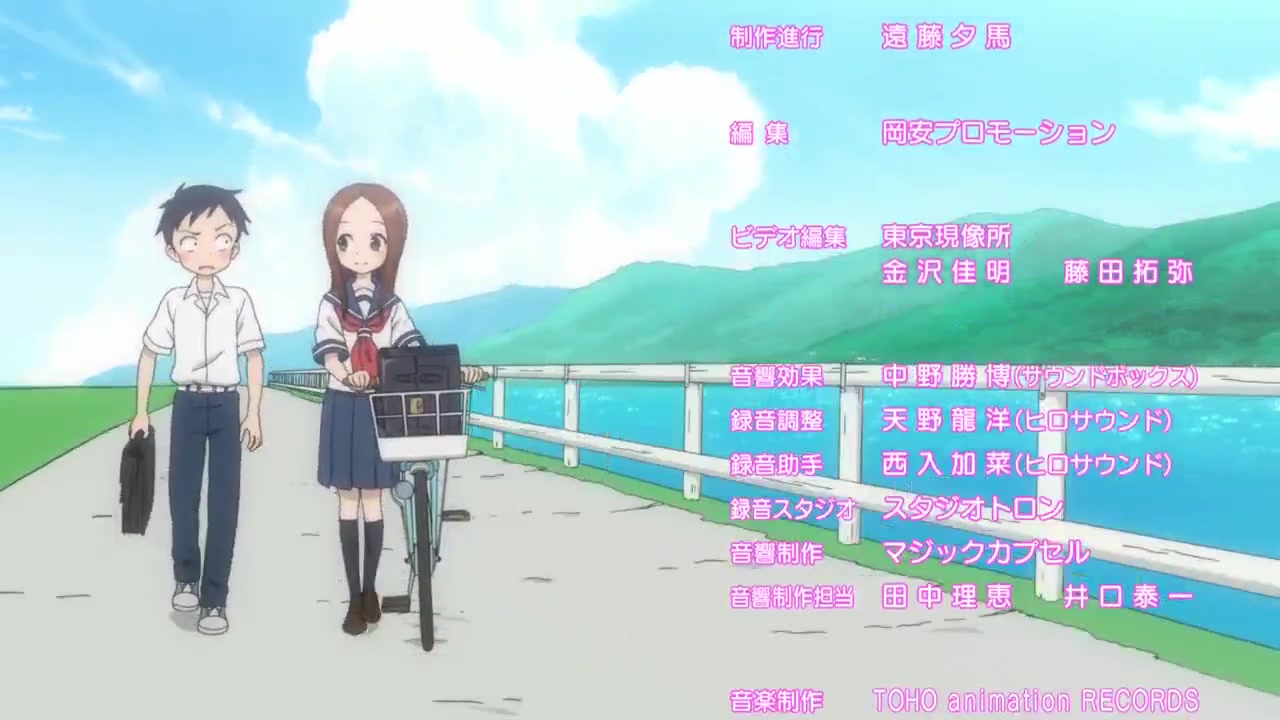 制作進行 遠藤夕馬
編集 岡安プロモーション
ビデオ編集 東京現像所
金沢佳明 藤田拓弥
音響効果 中野勝博(サウンドボックス)
録音調整 天野龍洋(ヒロサウンド)
録音助手 西入加菜(ヒロサウンド)
録音スタジオ スタジオトロン
音響制作 マジックカプセル
音響制作担当 田中理恵 井口泰一
音楽制作 TOHO animation RECORDS